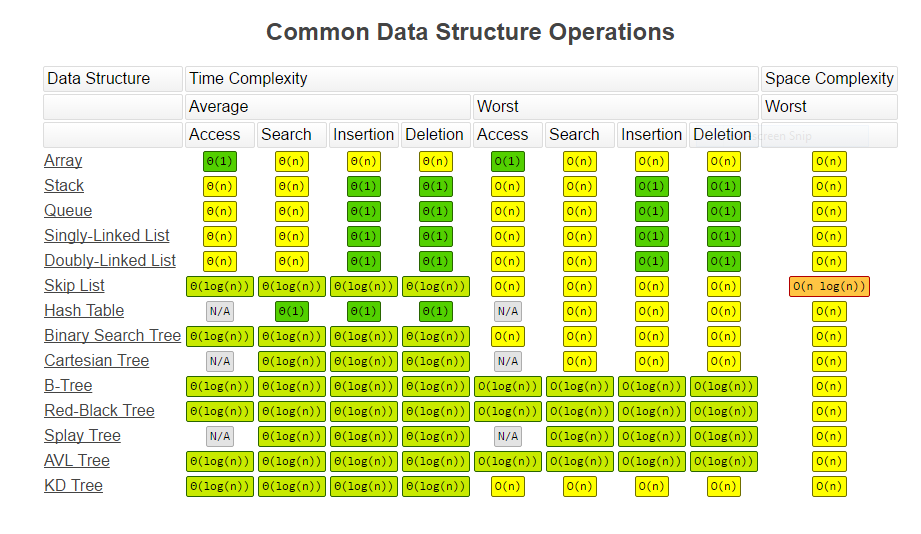 Common Data Structure Operations
Data Structure Time Complexity Space Complexity
Average Worst Worst
Access Search Insertion Deletion Access Search Insertion Deletion
Array Θ(1) Θ(n) Θ(n) Θ(n) O(1) O(n) O(n) O(n) O(n)
Stack Θ(n) Θ(n) Θ(1) Θ(1) O(n) O(n) O(1) O(1) O(n)
Queue Θ(n) Θ(n) Θ(1) Θ(1) O(n) O(n) O(1) O(1) O(n)
Singly-Linked List Θ(n) Θ(n) Θ(1) Θ(1) O(n) O(n) O(1) O(1) O(n)
Doubly-Linked List Θ(n) Θ(n) Θ(1) Θ(1) O(n) O(n) O(1) O(1) O(n)
Skip List Θ(log(n)) Θ(log(n)) Θ(log(n)) Θ(log(n)) O(n) O(n) O(n) O(n) O(n log(n))
Hash Table N/A Θ(1) Θ(1) Θ(1) N/A O(n) O(n) O(n) O(n)
Binary Search Tree Θ(log(n)) Θ(log(n)) Θ(log(n)) Θ(log(n)) O(n) O(n) O(n) O(n) O(n)
Cartesian Tree N/A Θ(log(n)) Θ(log(n)) Θ(log(n)) N/A O(n) O(n) O(n) O(n)
B-Tree Θ(log(n)) Θ(log(n)) Θ(log(n)) Θ(log(n)) O(log(n)) O(log(n)) O(log(n)) O(log(n)) O(n)
Red-Black Tree Θ(log(n)) Θ(log(n)) Θ(log(n)) Θ(log(n)) O(log(n)) O(log(n)) O(log(n)) O(log(n)) O(n)
Splay Tree N/A Θ(log(n)) Θ(log(n)) Θ(log(n)) N/A O(log(n)) O(log(n)) O(log(n)) O(n)
AVL Tree Θ(log(n)) Θ(log(n)) Θ(log(n)) Θ(log(n)) O(log(n)) O(log(n)) O(log(n)) O(log(n)) O(n)
KD Tree Θ(log(n)) Θ(log(n)) Θ(log(n)) Θ(log(n)) O(n) O(n) O(n) O(n) O(n)